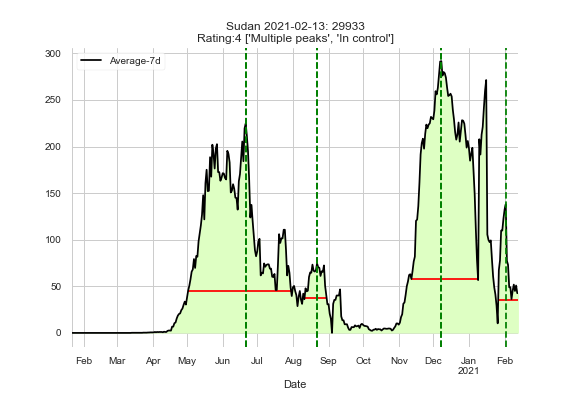 Sudan 2021-02-13: 29933
Rating:4 ['Multiple peaks', 'In control']
Average-7d
300
250
200
150
100
50
0
Feb Mar Apr May Jun Jul Aug Sep Oct Nov Dec Jan Feb
2021
Date